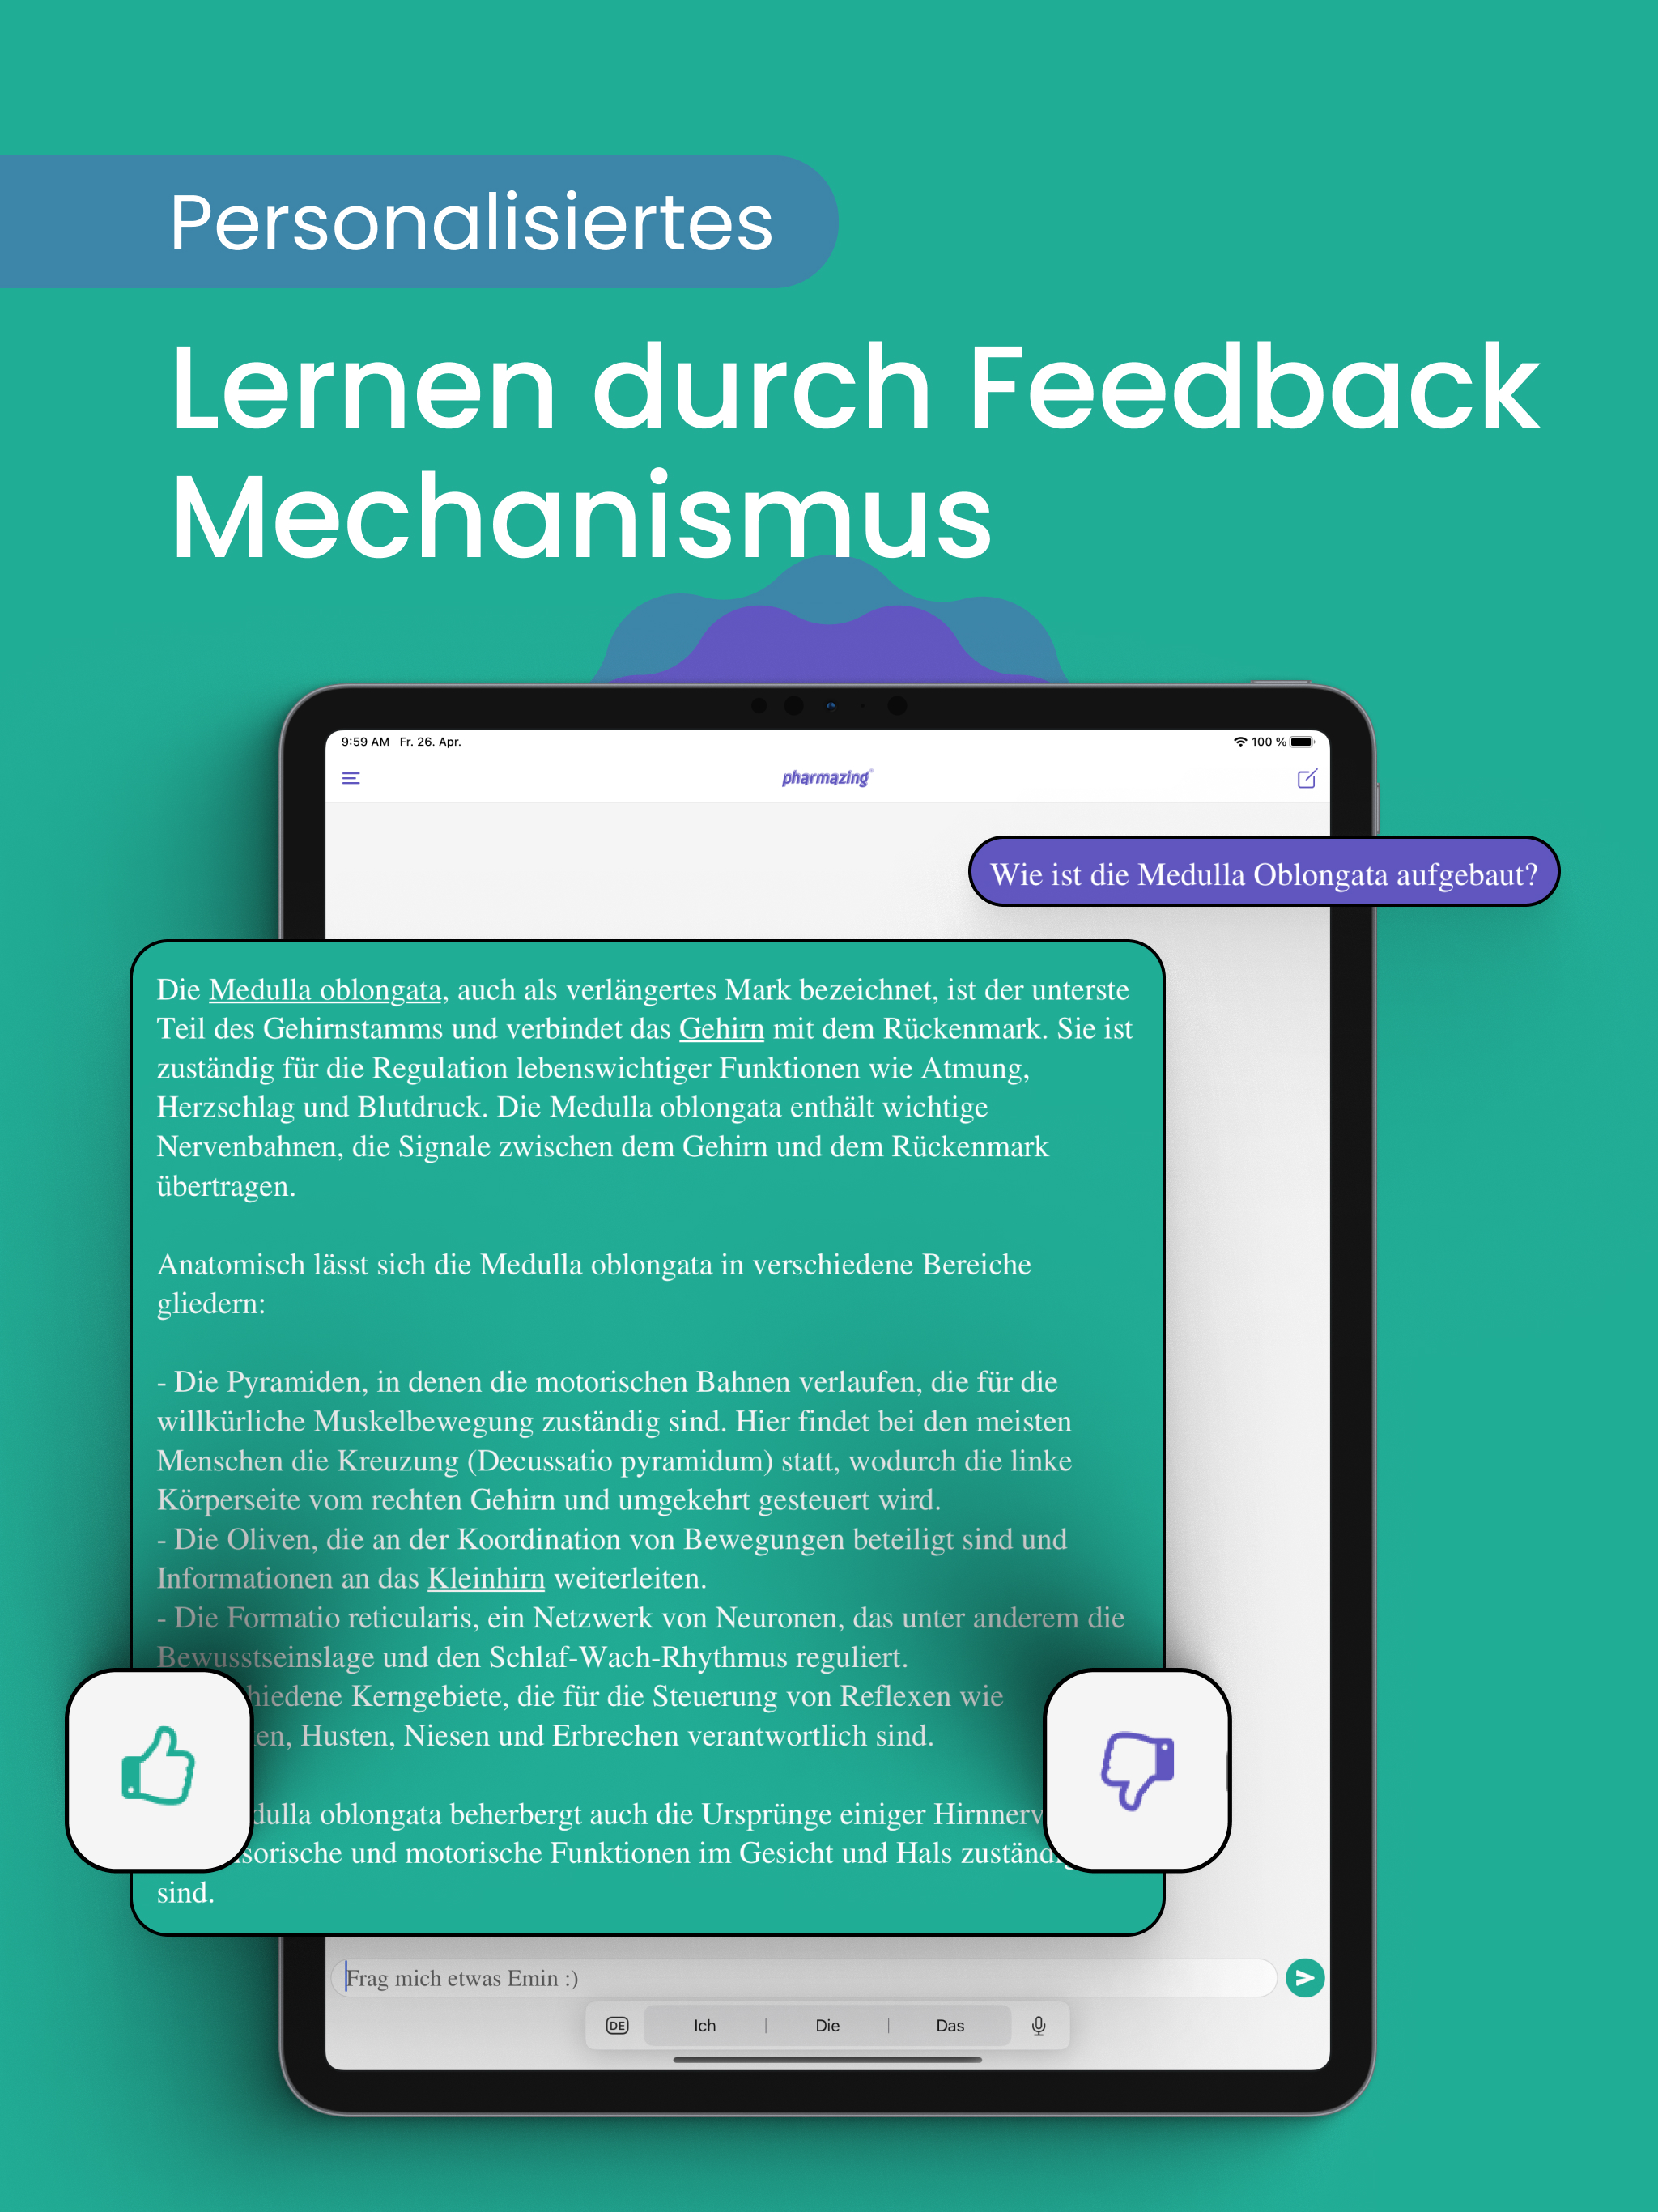 Personalisiertes
Lernen durch Feedback
Mechanismus
9:59 AM Fr. 26. Apr.
100 %
pharmazing®
Wie ist die Medulla Oblongata aufgebaut?
Die Medulla oblongata, auch als verlängertes Mark bezeichnet, ist der unterste
Teil des Gehirnstamms und verbindet das Gehirn mit dem Rückenmark. Sie ist
zuständig für die Regulation lebenswichtiger Funktionen wie Atmung,
Herzschlag und Blutdruck. Die Medulla oblongata enthält wichtige
Nervenbahnen, die Signale zwischen dem Gehirn und dem Rückenmark
übertragen.
Anatomisch lässt sich die Medulla oblongata in verschiedene Bereiche
gliedern:
- Die Pyramiden, in denen die motorischen Bahnen verlaufen, die für die
willkürliche Muskelbewegung zuständig sind. Hier findet bei den meisten
Menschen die Kreuzung (Decussatio pyramidum) statt, wodurch die linke
Körperseite vom rechten Gehirn und umgekehrt gesteuert wird.
- Die Oliven, die an der Koordination von Bewegungen beteiligt sind und
Informationen an das Kleinhirn weiterleiten.
- Die Formatio reticularis, ein Netzwerk von Neuronen, das unter anderem die
Bewusstseinslage und den Schlaf-Wach-Rhythmus reguliert.
Kerngebiete, die für die Steuerung von Reflexen wie
Husten, Niesen und Erbrechen verantwortlich sind.
oblongata beherbergt auch die Ursprünge einiger
und motorische Funktionen im Gesicht und Hals
sind.
Frag mich etwas Emin :)
DE Ich Die Das